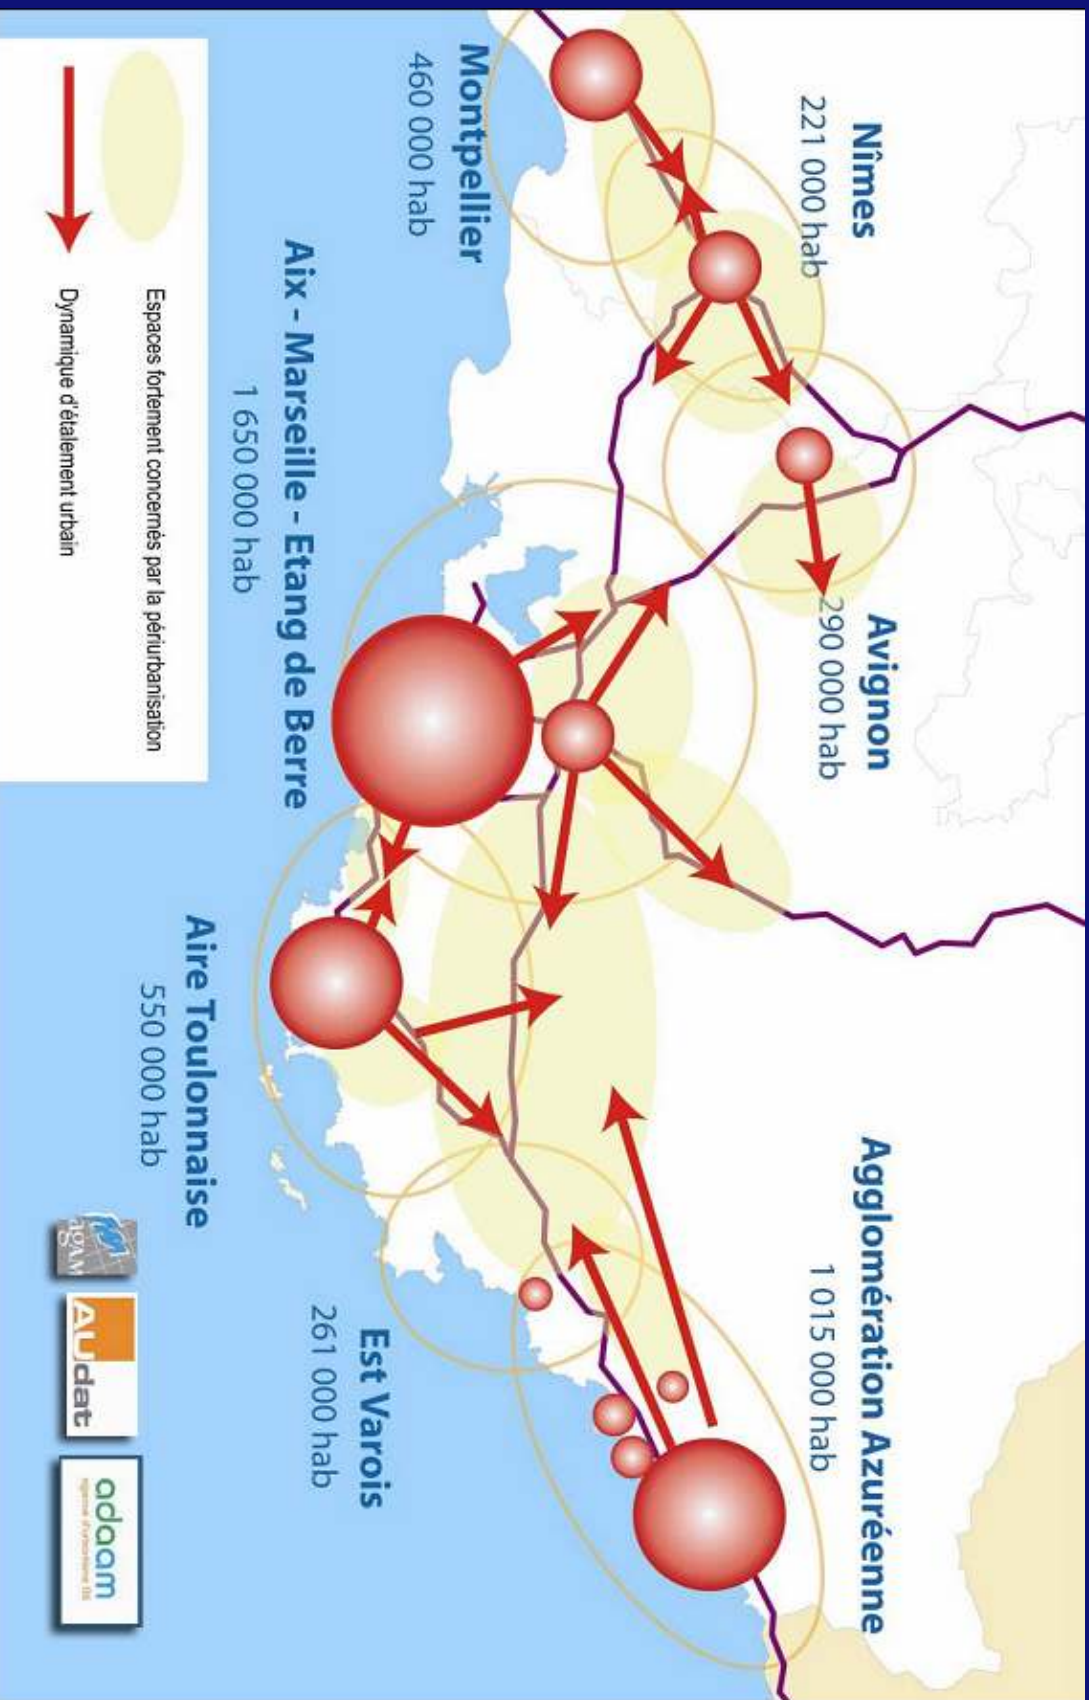 Nîmes
221 000 hab
Montpellier
460 000 hab
Avignon
290 000 hab
Aix - Marseille - Etang de Berre
1 650 000 hab
Agglomération Azuréenne
1 015 000 hab
Est Varois
261 000 hab
Aire Toulonnaise
550 000 hab
Espaces fortement concernés par la périurbanisation
Dynamique d'étalement urbain
agAM
AUdat
adaam